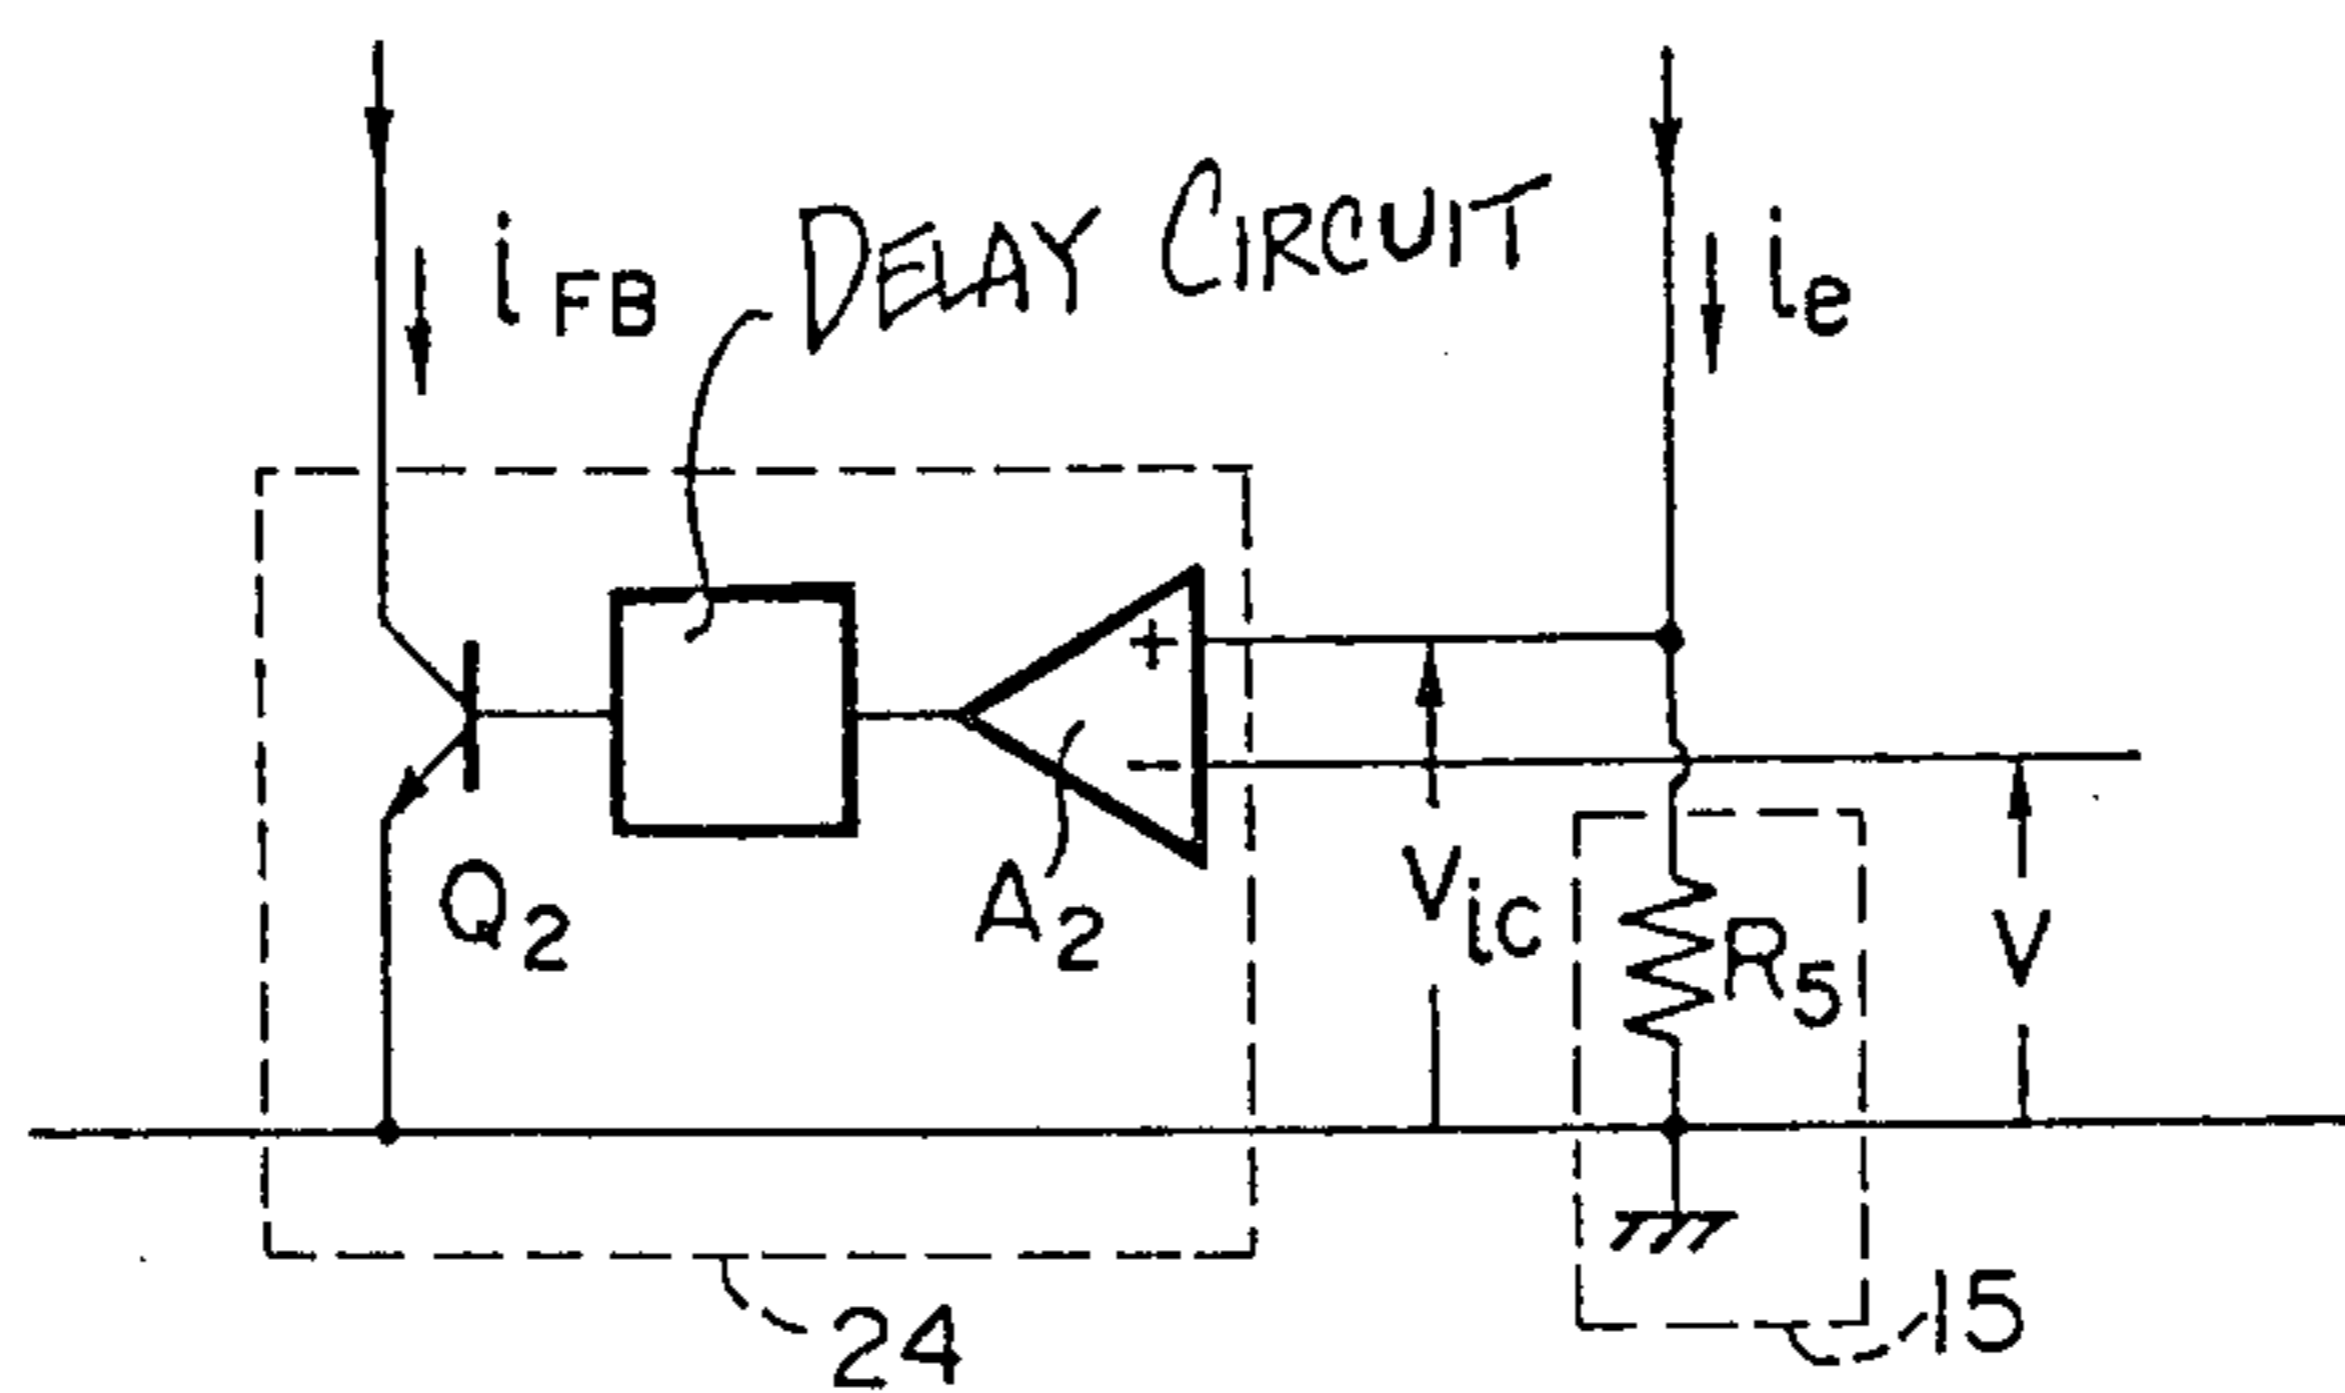 DELAY CIRCUIT
iFB
ie
+
−
Q2
A2
Vic
R5
V
24
15